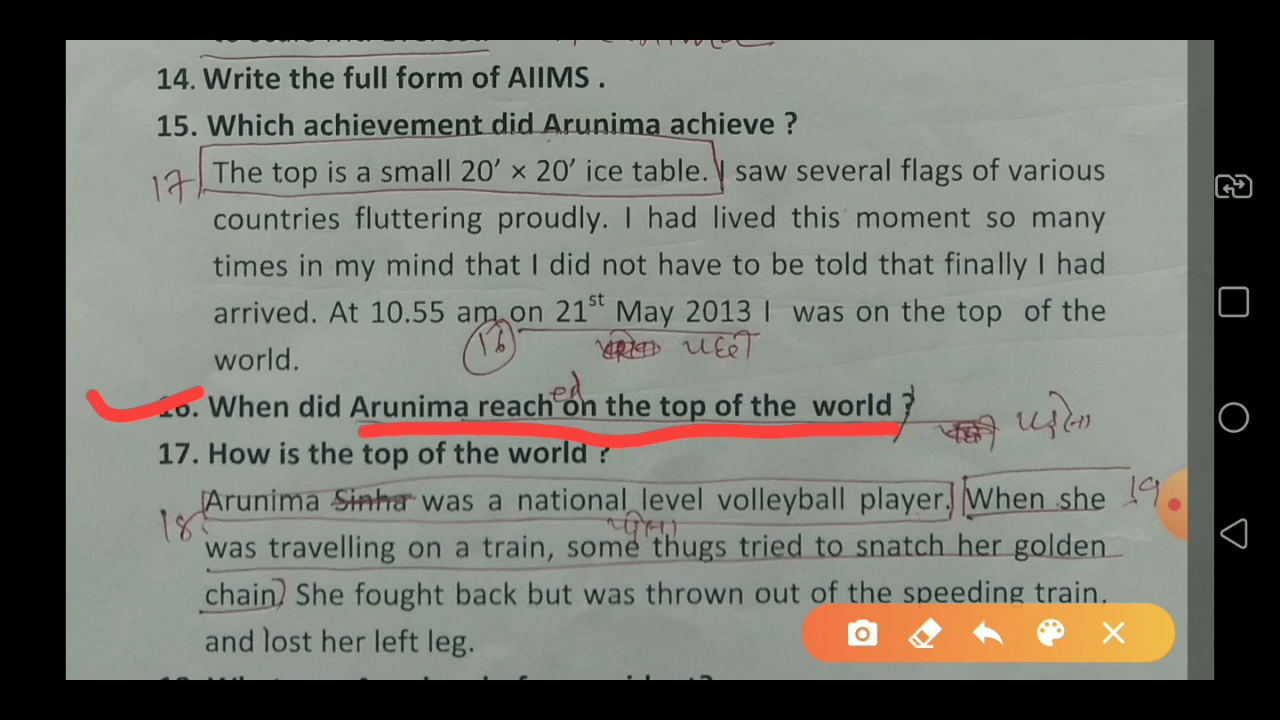 14. Write the full form of AIIMS .
15. Which achievement did Arunima achieve ?
17 The top is a small 20′ × 20′ ice table. I saw several flags of various
countries fluttering proudly. I had lived this moment so many
times in my mind that I did not have to be told that finally I had
arrived. At 10.55 am on 21st May 2013 I was on the top of the
16
world.
ed
16. When did Arunima reach on the top of the world ?
17. How is the top of the world ?
18 Arunima Sinha was a national level volleyball player. When she 19
was travelling on a train, some thugs tried to snatch her golden
chain. She fought back but was thrown out of the speeding train.
and lost her left leg.